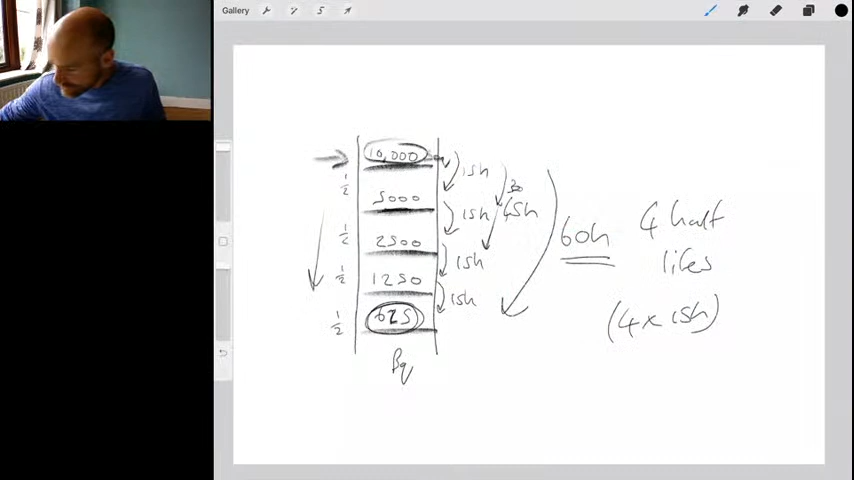 Gallery
10,000
15h
1/2
30
5000
15h
45h
4 half
60h
1/2
2500
lives
15h
1/2
1250
15h
(4 x 15h)
1/2
625
Bq